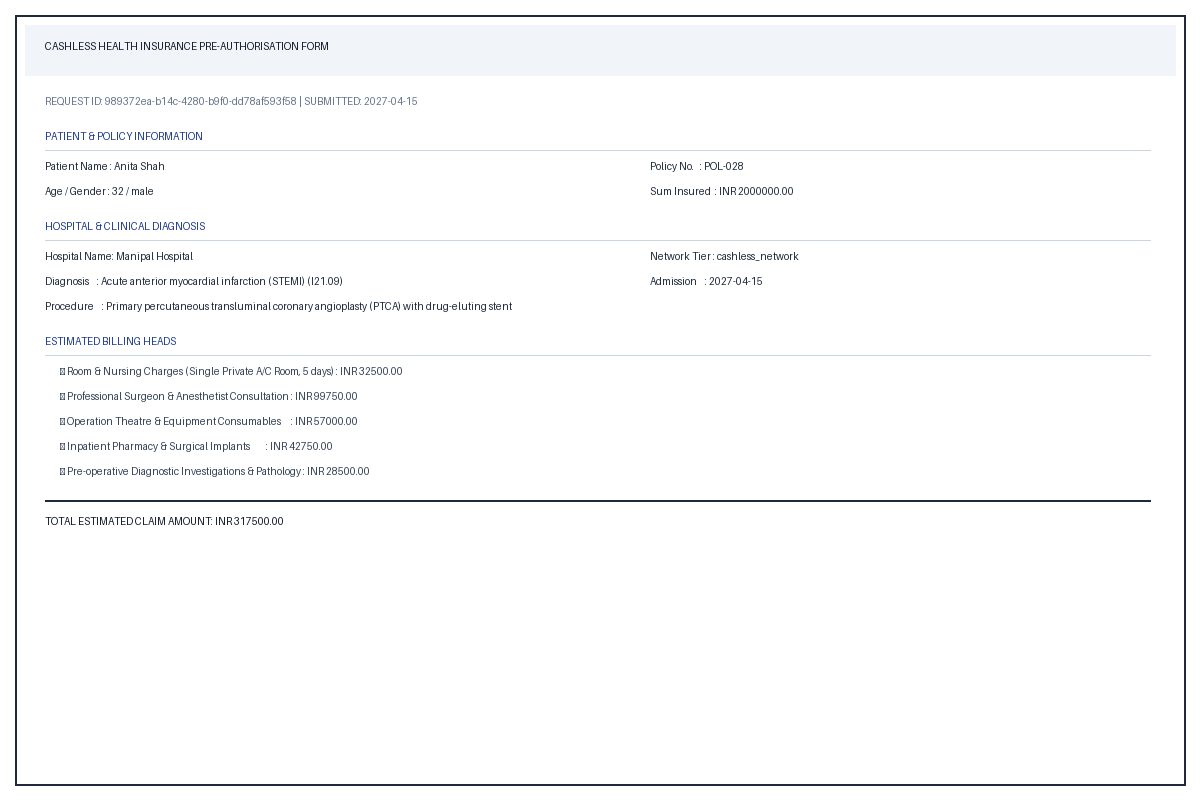 CASHLESS HEALTH INSURANCE PRE-AUTHORISATION FORM
REQUEST ID: 989372ea-b14c-4280-b9f0-dd78af593f58 | SUBMITTED: 2027-04-15
PATIENT & POLICY INFORMATION
Patient Name : Anita Shah
Policy No. : POL-028
Age / Gender : 32 / male
Sum Insured : INR 2000000.00
HOSPITAL & CLINICAL DIAGNOSIS
Hospital Name: Manipal Hospital
Network Tier : cashless_network
Diagnosis : Acute anterior myocardial infarction (STEMI) (I21.09)
Admission : 2027-04-15
Procedure : Primary percutaneous transluminal coronary angioplasty (PTCA) with drug-eluting stent
ESTIMATED BILLING HEADS
Room & Nursing Charges (Single Private A/C Room, 5 days) : INR 32500.00
Professional Surgeon & Anesthetist Consultation : INR 99750.00
Operation Theatre & Equipment Consumables : INR 57000.00
Inpatient Pharmacy & Surgical Implants : INR 42750.00
Pre-operative Diagnostic Investigations & Pathology : INR 28500.00
TOTAL ESTIMATED CLAIM AMOUNT: INR 317500.00